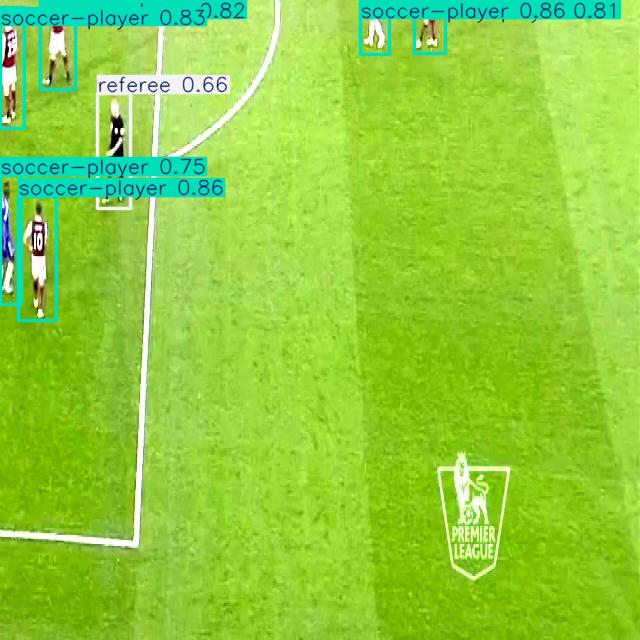 soccer-player 0.83
0.82
soccer-player 0.86 0.81
referee 0.66
soccer-player 0.75
soccer-player 0.86
10
PREMIER
LEAGUE